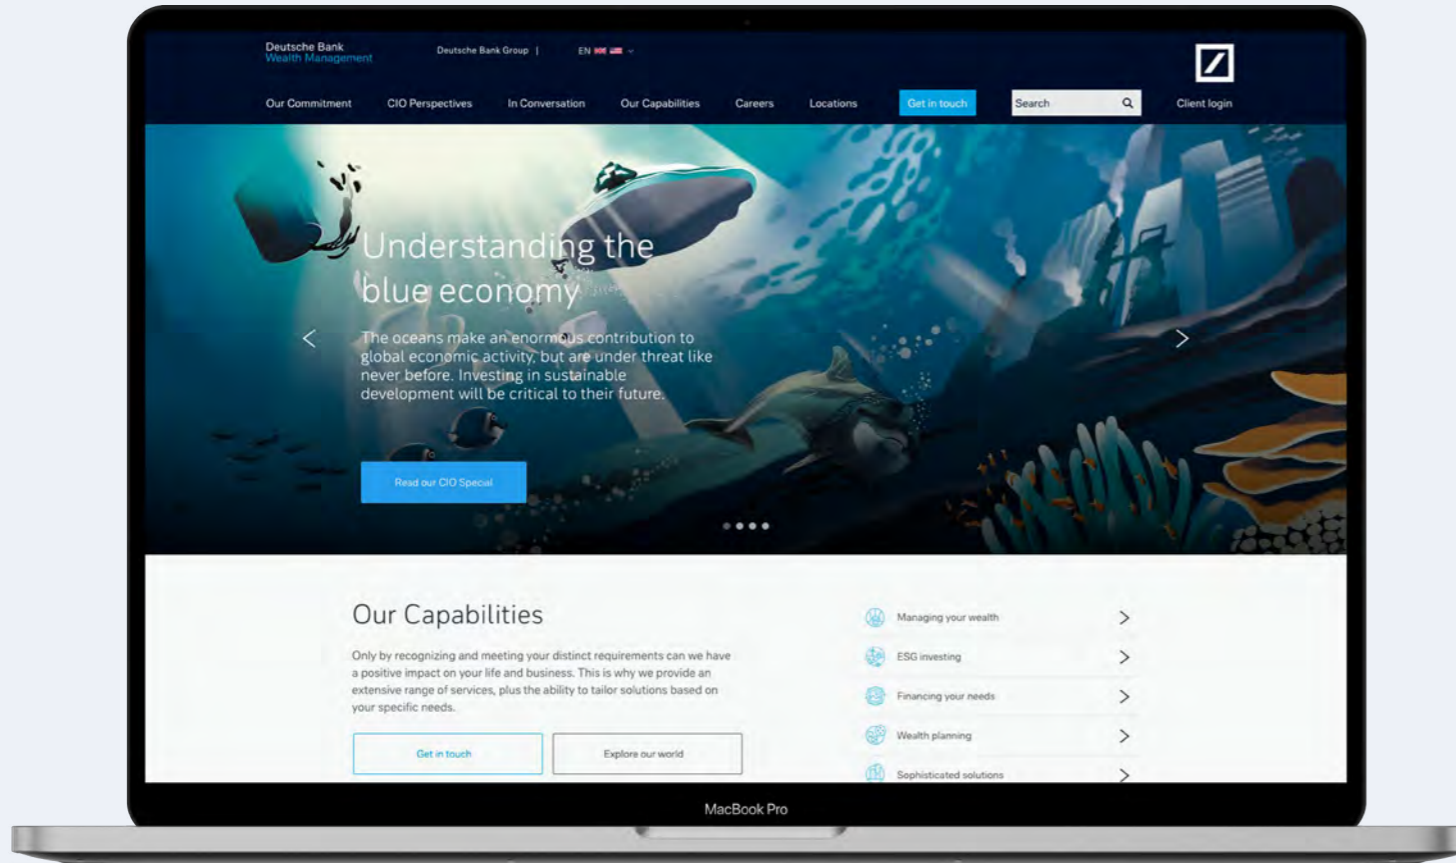 Deutsche Bank
Wealth Management
Deutsche Bank Group |
EN
Our Commitment
CIO Perspectives
In Conversation
Our Capabilities
Careers
Locations
Get in touch
Search
Client login
Understanding the
blue economy
The oceans make an enormous contribution to
global economic activity, but are under threat like
never before. Investing in sustainable
development will be critical to their future.
Read our CIO Special
Our Capabilities
Only by recognizing and meeting your distinct requirements can we have
a positive impact on your life and business. This is why we provide an
extensive range of services, plus the ability to tailor solutions based on
your specific needs.
Get in touch
Explore our world
Managing your wealth
ESG investing
Financing your needs
Wealth planning
Sophisticated solutions
MacBook Pro